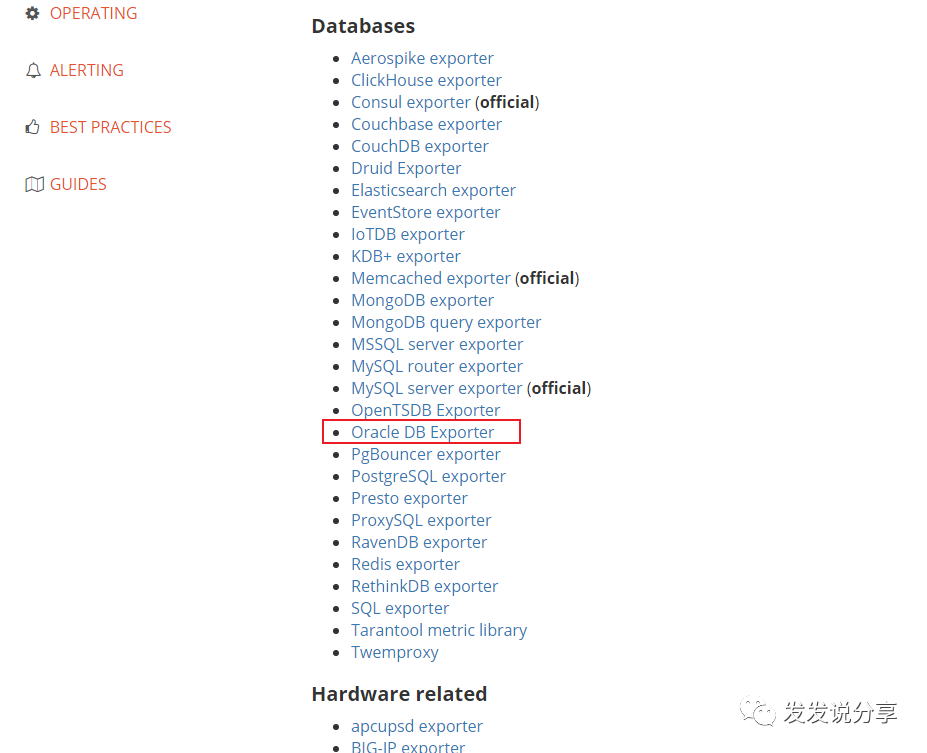 OPERATING
ALERTING
BEST PRACTICES
GUIDES
Databases
Aerospike exporter
ClickHouse exporter
Consul exporter (official)
Couchbase exporter
CouchDB exporter
Druid Exporter
Elasticsearch exporter
EventStore exporter
IoTDB exporter
KDB+ exporter
Memcached exporter (official)
MongoDB exporter
MongoDB query exporter
MSSQL server exporter
MySQL router exporter
MySQL server exporter (official)
OpenTSDB Exporter
Oracle DB Exporter
PgBouncer exporter
PostgreSQL exporter
Presto exporter
ProxySQL exporter
RavenDB exporter
Redis exporter
RethinkDB exporter
SQL exporter
Tarantool metric library
Twemproxy
Hardware related
apcupsd exporter
BIG-IP exporter
发发说分享